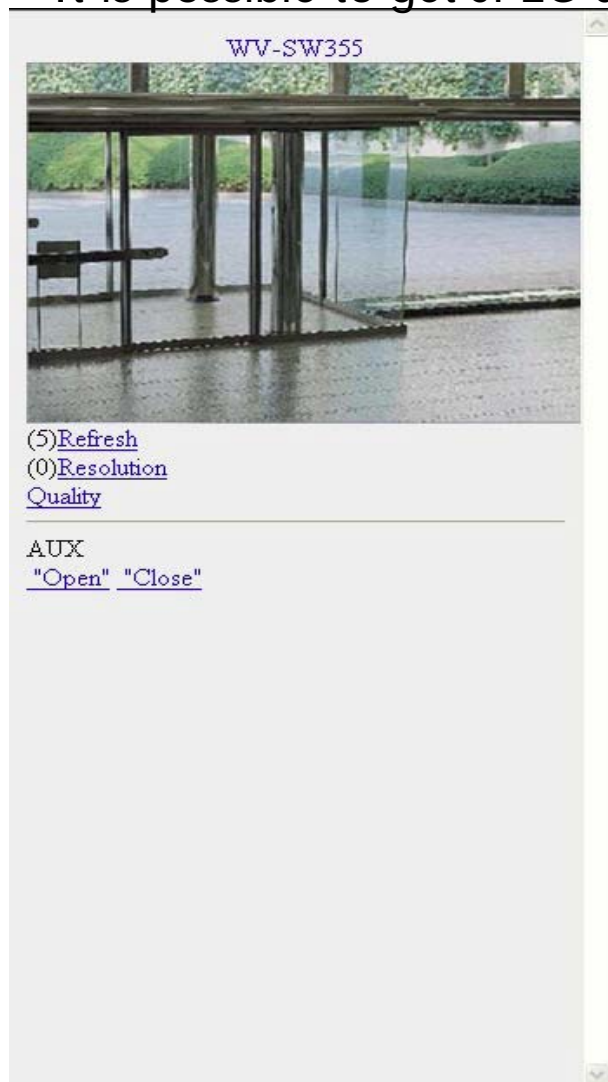 WV-SW355
(5)Refresh
(0)Resolution
Quality
AUX
"Open" "Close"